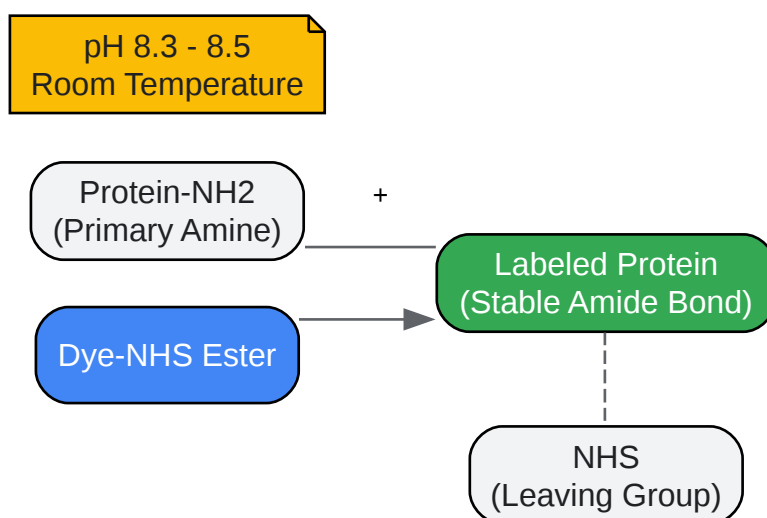 pH 8.3 - 8.5
Room Temperature
Protein-NH2
(Primary Amine)
+
Dye-NHS Ester
Labeled Protein
(Stable Amide Bond)
NHS
(Leaving Group)